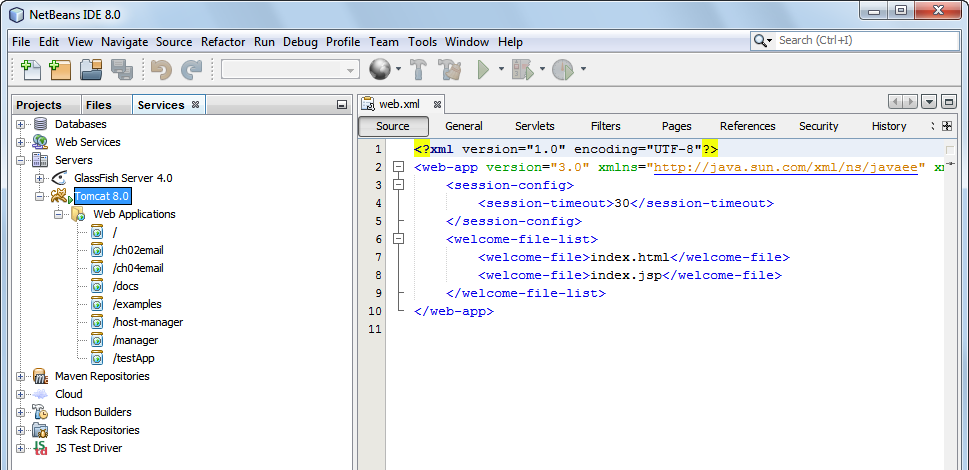 NetBeans IDE 8.0
File Edit View Navigate Source Refactor Run Debug Profile Team Tools Window Help
Search (Ctrl+I)
Projects Files Services
Databases
Web Services
Servers
GlassFish Server 4.0
Tomcat 8.0
Web Applications
/
/ch02email
/ch04email
/docs
/examples
/host-manager
/manager
/testApp
Maven Repositories
Cloud
Hudson Builders
Task Repositories
JS Test Driver
web.xml
Source General Servlets Filters Pages References Security History
1 <?xml version="1.0" encoding="UTF-8"?>
2 <web-app version="3.0" xmlns="http://java.sun.com/xml/ns/javaee" x
3 <session-config>
4 <session-timeout>30</session-timeout>
5 </session-config>
6 <welcome-file-list>
7 <welcome-file>index.html</welcome-file>
8 <welcome-file>index.jsp</welcome-file>
9 </welcome-file-list>
10 </web-app>
11